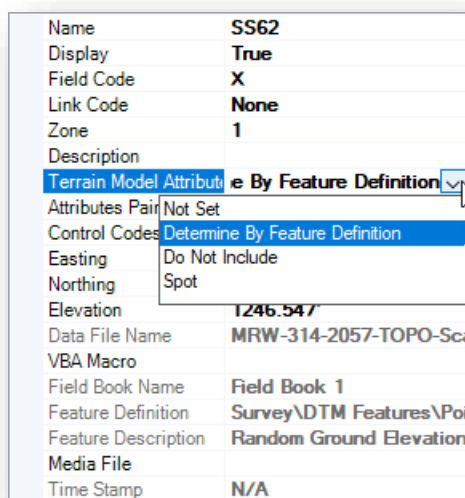 Name SS62
Display True
Field Code X
Link Code None
Zone 1
Description
Terrain Model Attribute By Feature Definition
Attributes Pair Not Set
Control Codes Determine By Feature Definition
Easting Do Not Include
Northing Spot
Elevation 1246.547'
Data File Name MRW-314-2057-TOPO-Sca
VBA Macro
Field Book Name Field Book 1
Feature Definition Survey\DTM Features\Poi
Feature Description Random Ground Elevation
Media File
Time Stamp N/A